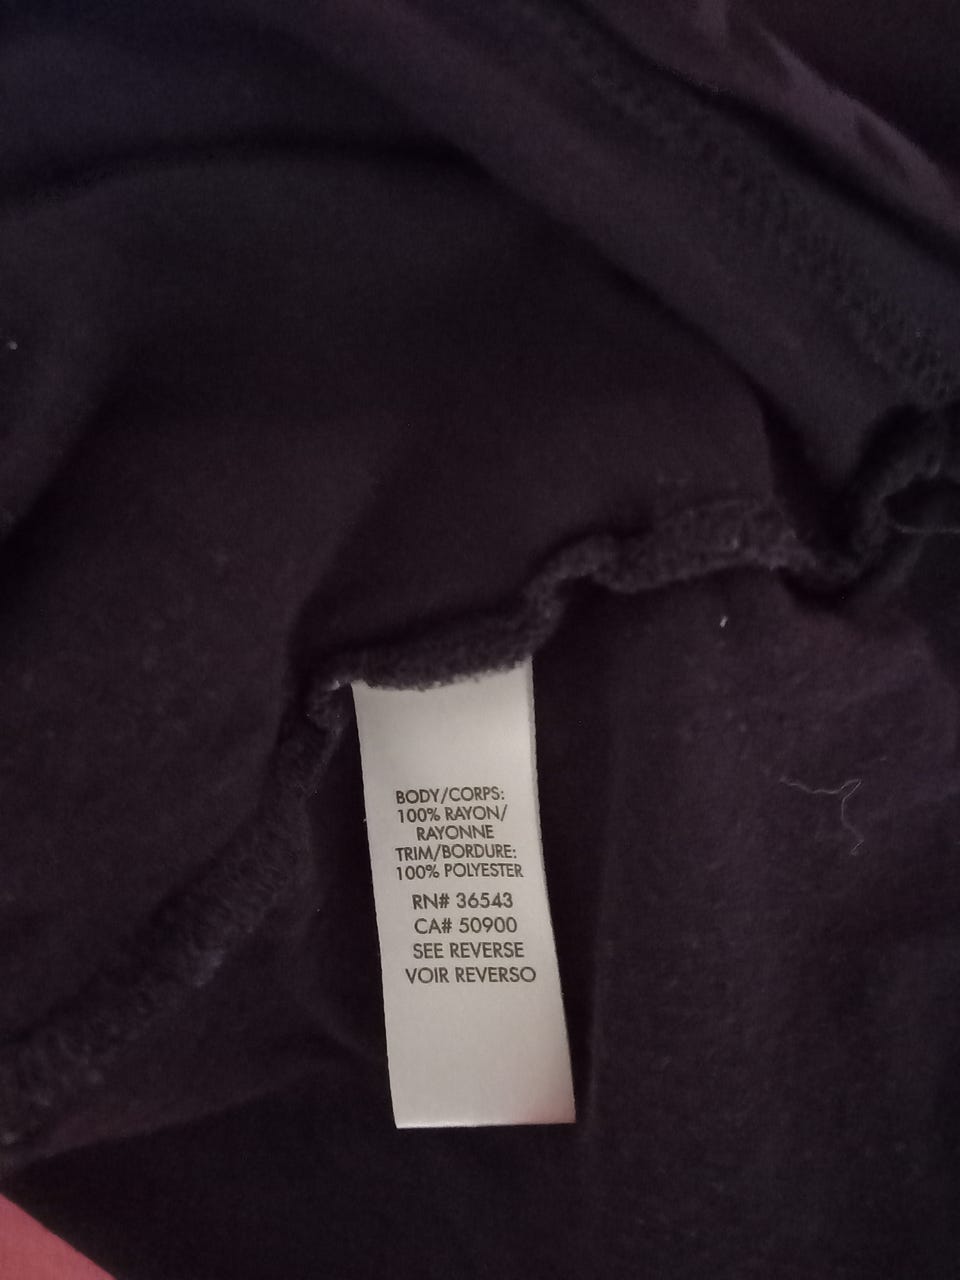 BODY/CORPS:
100% RAYON/
RAYONNE
TRIM/BORDURE:
100% POLYESTER
RN# 36543
CA# 50900
SEE REVERSE
VOIR REVERSO